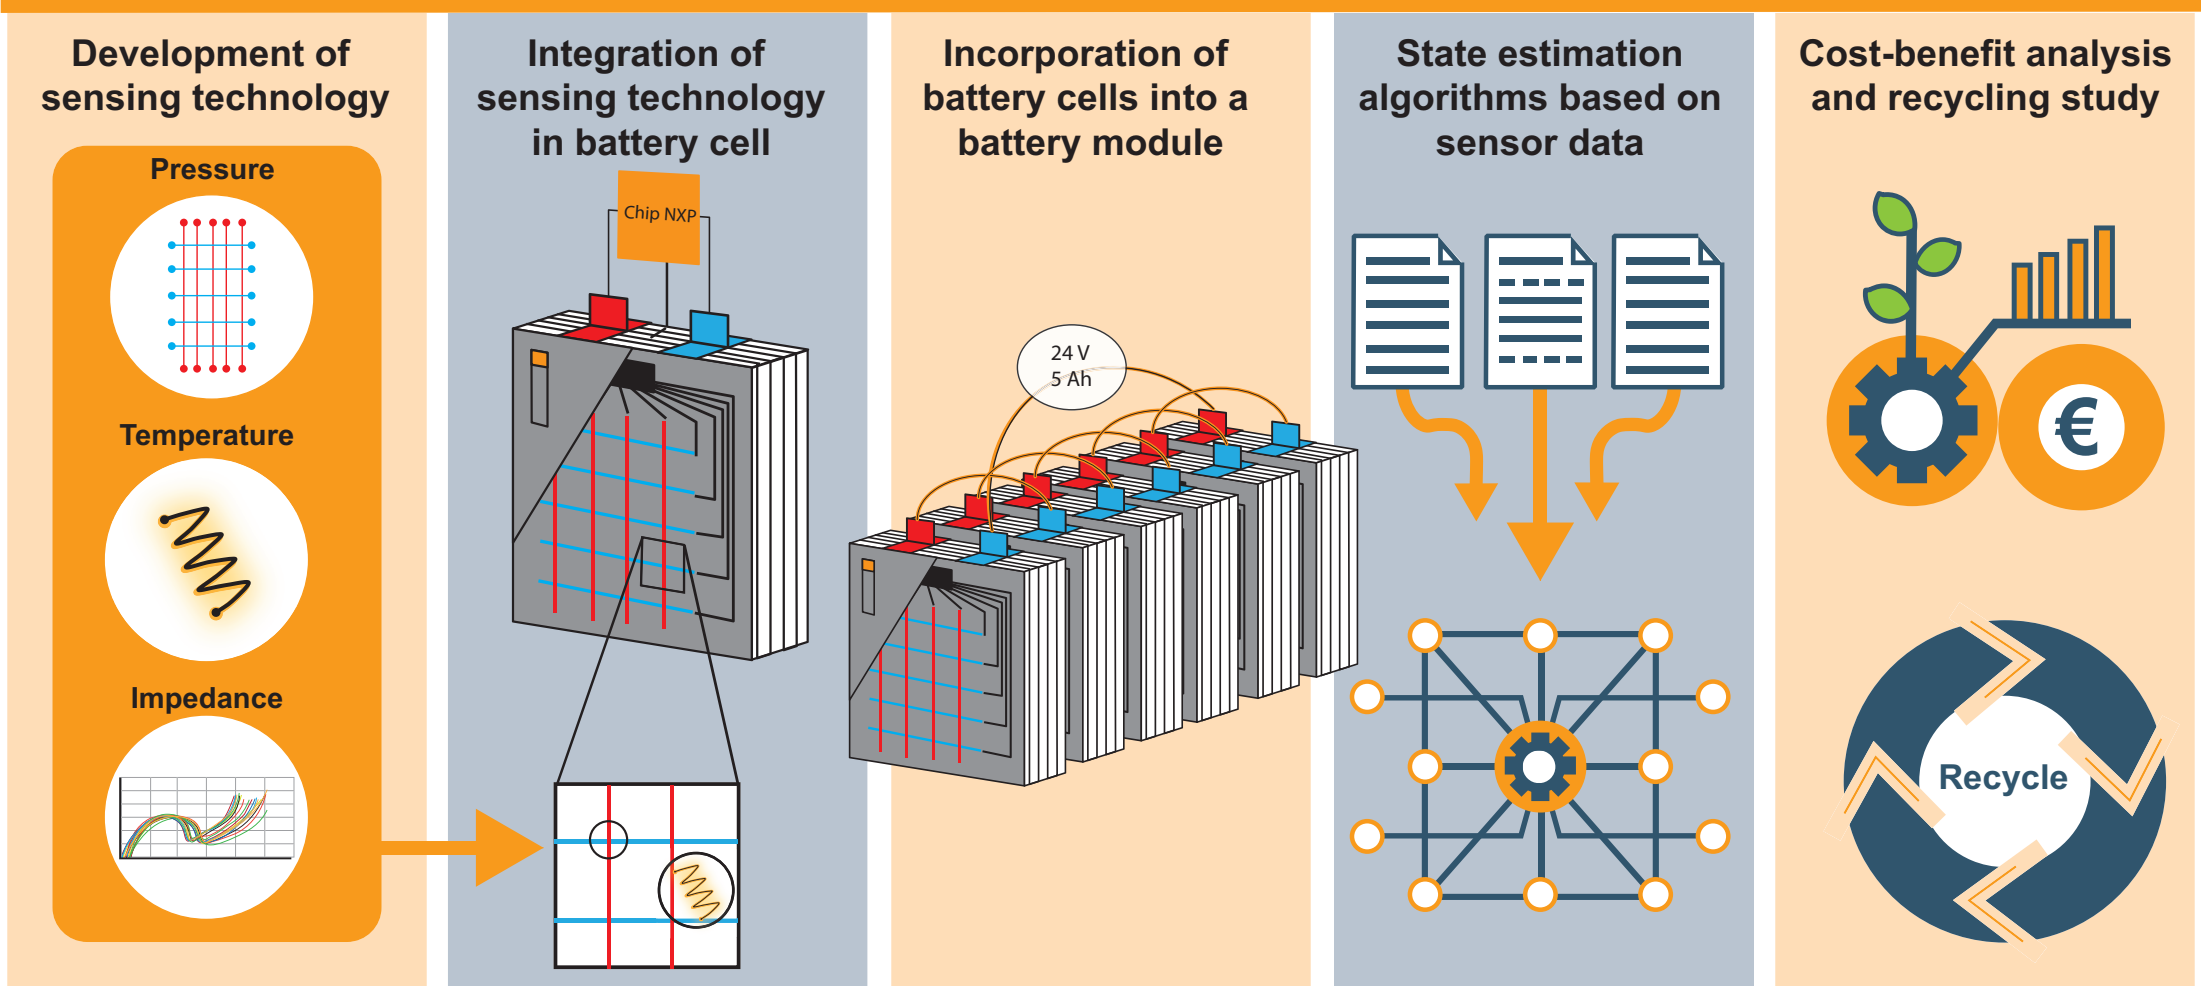 Development of
sensing technology
Pressure
Temperature
Impedance
Integration of
sensing technology
in battery cell
Chip NXP
Incorporation of
battery cells into a
battery module
24 V
5 Ah
State estimation
algorithms based on
sensor data
Cost-benefit analysis
and recycling study
€
Recycle